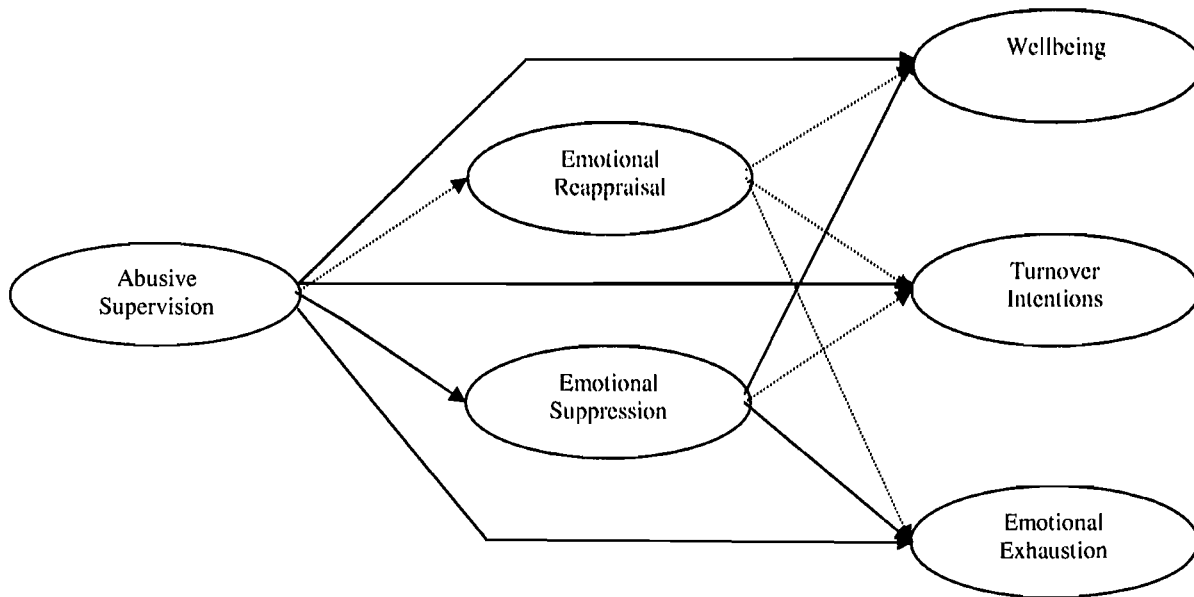 Wellbeing
Emotional
Reappraisal
Abusive
Supervision
Turnover
Intentions
Emotional
Suppression
Emotional
Exhaustion